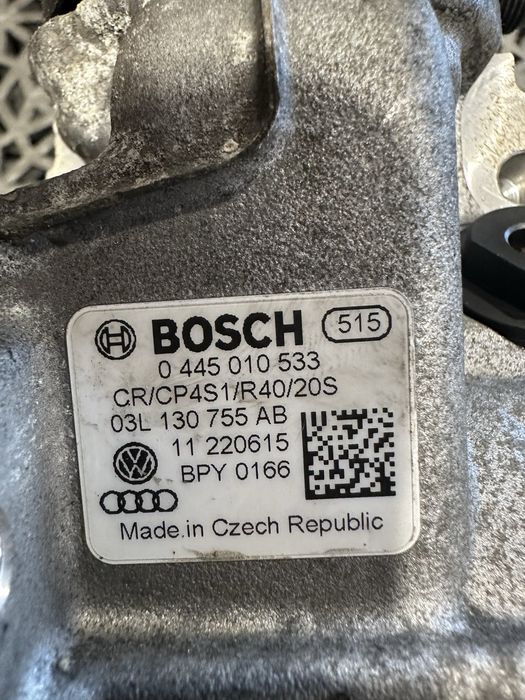 BOSCH 515
0 445 010 533
CR/CP4S1/R40/20S
03L 130 755 AB
11 220615
BPY 0166
Made in Czech Republic